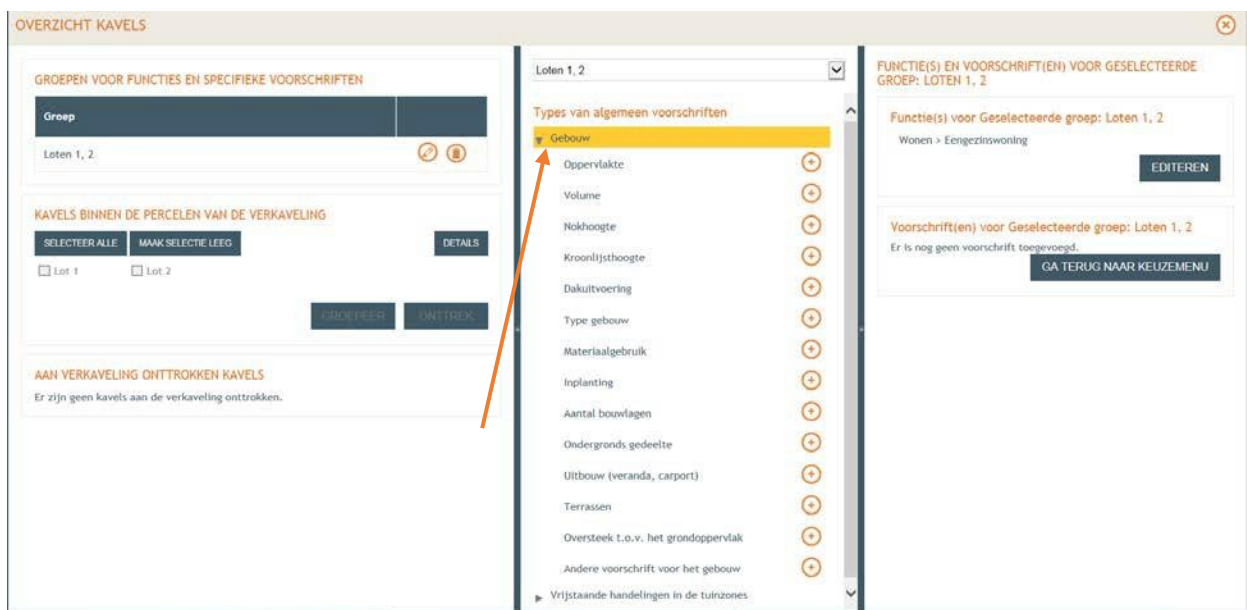 OVERZICHT KAVELS
GROEPEN VOOR FUNCTIES EN SPECIFIEKE VOORSCHRIFTEN
Groep
Loten 1, 2
KAVELS BINNEN DE PERCELEN VAN DE VERKAVELING
SELECTEER ALLE MAAK SELECTIE LEEG DETAILS
Lot 1 Lot 2
GROEPEER ONTTREK
AAN VERKAVELING ONTTROKKEN KAVELS
Er zijn geen kavels aan de verkaveling onttrokken.
Loten 1, 2
Types van algemeen voorschriften
Gebouw
Oppervlakte
Volume
Nokhoogte
Kroonlijsthoogte
Dakuitvoering
Type gebouw
Materiaalgebruik
Inplanting
Aantal bouwlagen
Ondergronds gedeelte
Uitbouw (veranda, carport)
Terrassen
Oversteek t.o.v. het grondoppervlak
Andere voorschrift voor het gebouw
Vrijstaande handelingen in de tuinzones
FUNCTIE(S) EN VOORSCHRIFT(EN) VOOR GESELECTEERDE
GROEP: LOTEN 1, 2
Functie(s) voor Geselecteerde groep: Loten 1, 2
Wonen > Eengezinswoning
EDITEREN
Voorschrift(en) voor Geselecteerde groep: Loten 1, 2
Er is nog geen voorschrift toegevoegd.
GA TERUG NAAR KEUZEMENU